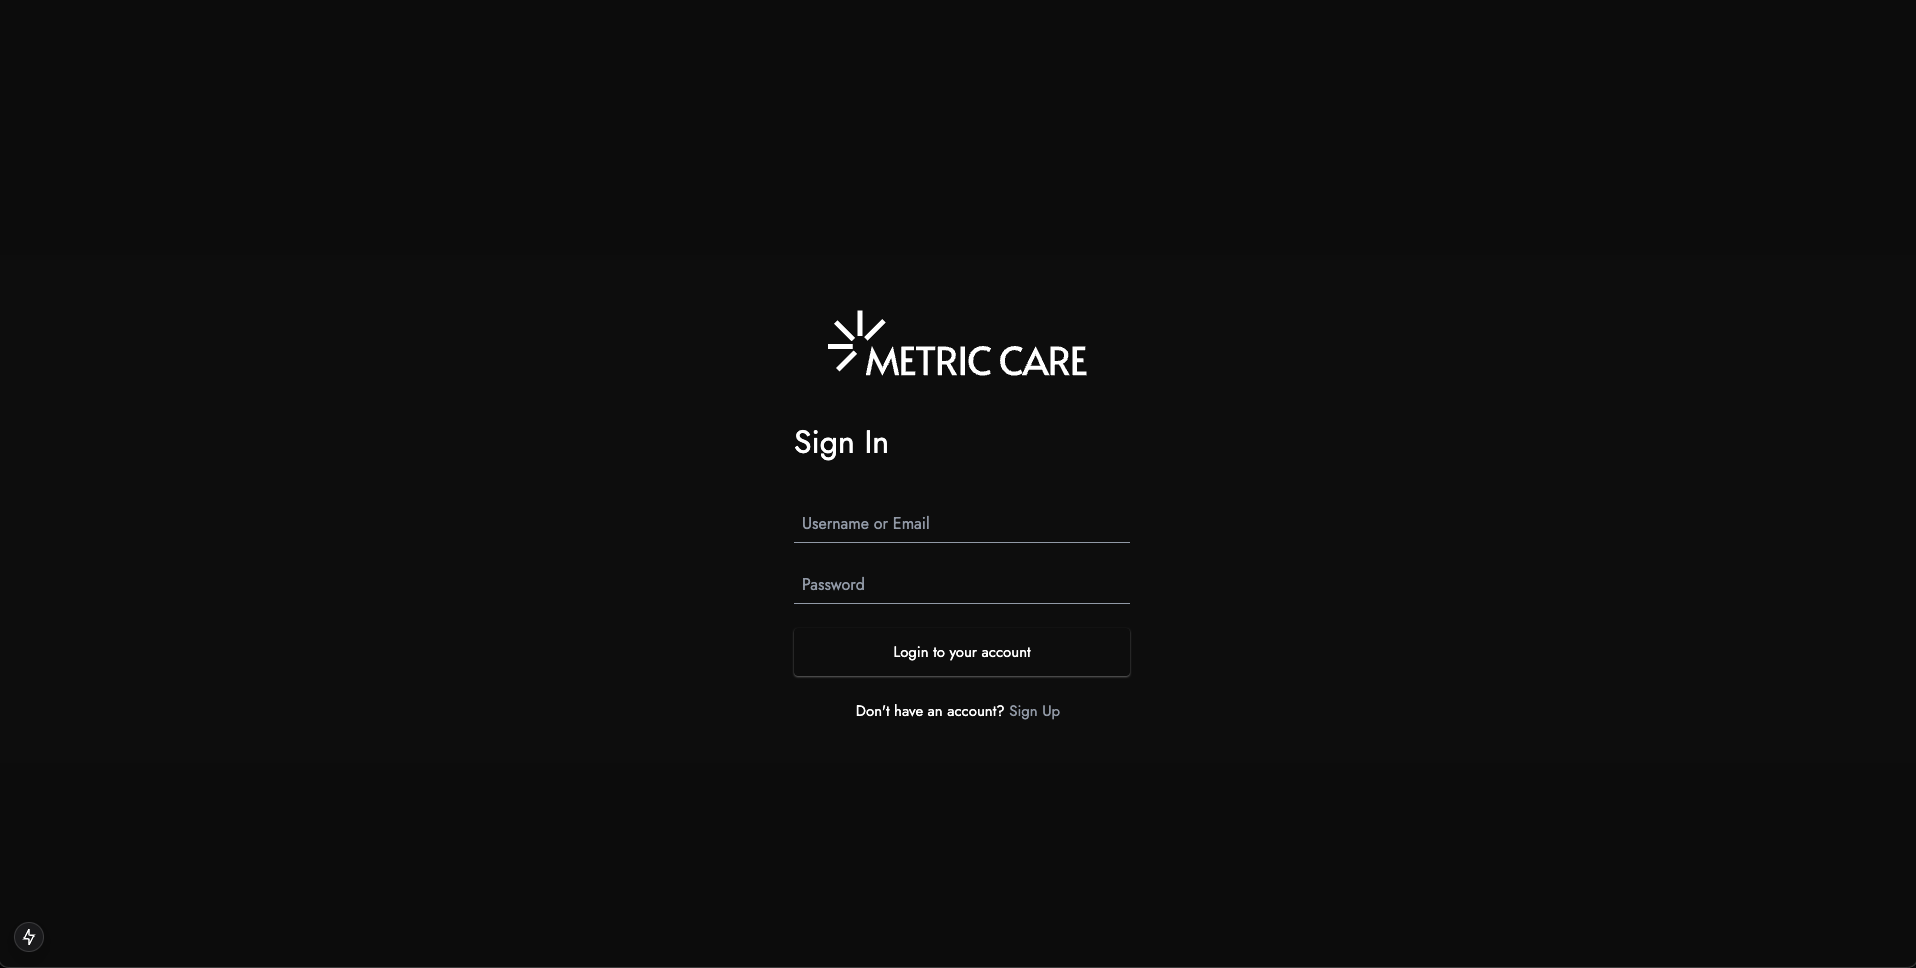 METRIC CARE
Sign In
Username or Email
Password
Login to your account
Don't have an account? Sign Up